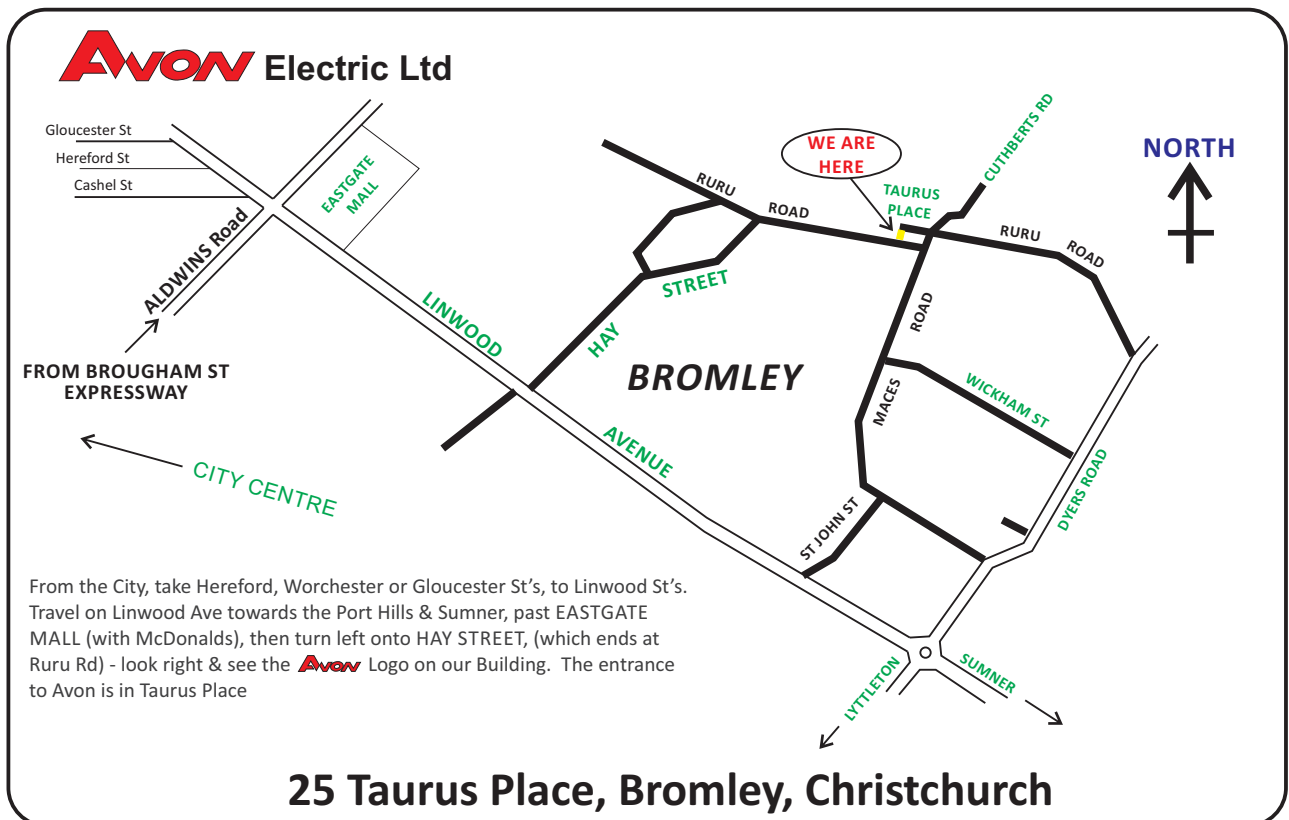 AVON Electric Ltd
Gloucester St
Hereford St
Cashel St
ALDWINS Road
EASTGATE
MALL
FROM BROUGHAM ST
EXPRESSWAY
CITY CENTRE
LINWOOD
AVENUE
HAY
STREET
RURU
ROAD
WE ARE
HERE
TAURUS
PLACE
CUTHBERTS RD
RURU
ROAD
NORTH
BROMLEY
ROAD
MACES
WICKHAM ST
DYERS ROAD
ST JOHN ST
LYTTLETON
SUMNER
From the City, take Hereford, Worchester or Gloucester St's, to Linwood St's.
Travel on Linwood Ave towards the Port Hills & Sumner, past EASTGATE
MALL (with McDonalds), then turn left onto HAY STREET, (which ends at
Ruru Rd) - look right & see the AVON Logo on our Building. The entrance
to Avon is in Taurus Place
25 Taurus Place, Bromley, Christchurch